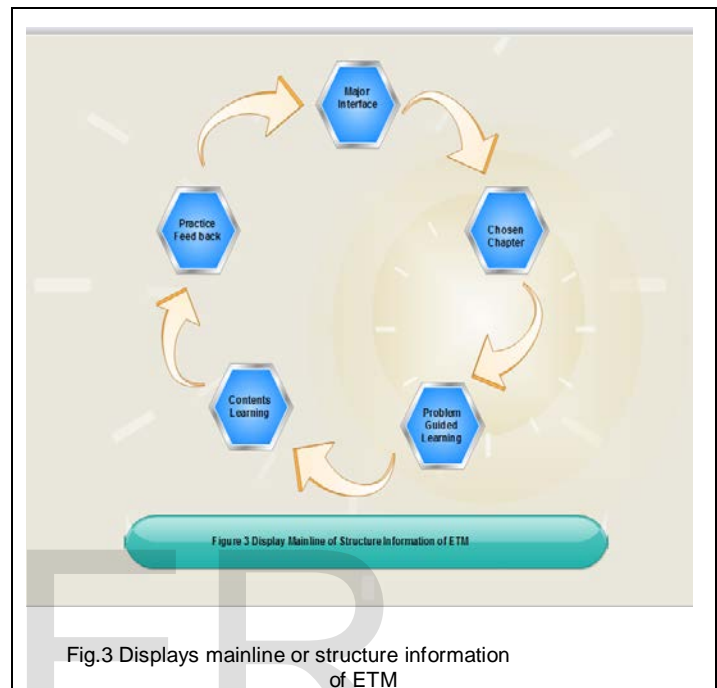 Major
Interface
Chosen
Chapter
Problem
Guided
Learning
Contents
Learning
Practice
Feed back
Figure 3 Display Mainline of Structure Information of ETM
Fig.3 Displays mainline or structure information
of ETM